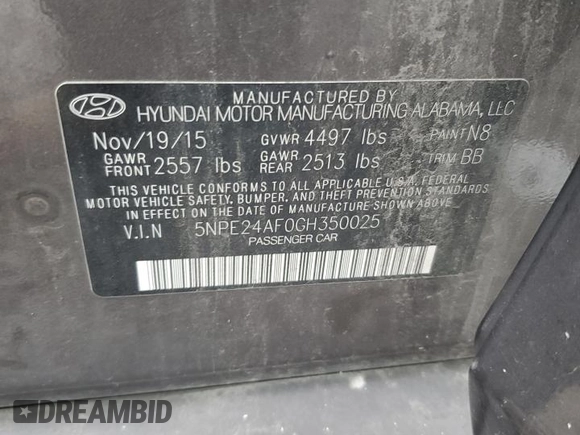 MANUFACTURED BY
HYUNDAI MOTOR MANUFACTURING ALABAMA, LLC
Nov/19/15 GVWR 4497 lbs PAINT N8
GAWR FRONT 2557 lbs GAWR REAR 2513 lbs TRIM BB
THIS VEHICLE CONFORMS TO ALL APPLICABLE U.S.A. FEDERAL
MOTOR VEHICLE SAFETY, BUMPER, AND THEFT PREVENTION STANDARDS
IN EFFECT ON THE DATE OF MANUFACTURE SHOWN ABOVE.
V.I.N 5NPE24AF0GH350025
PASSENGER CAR
DREAMBID